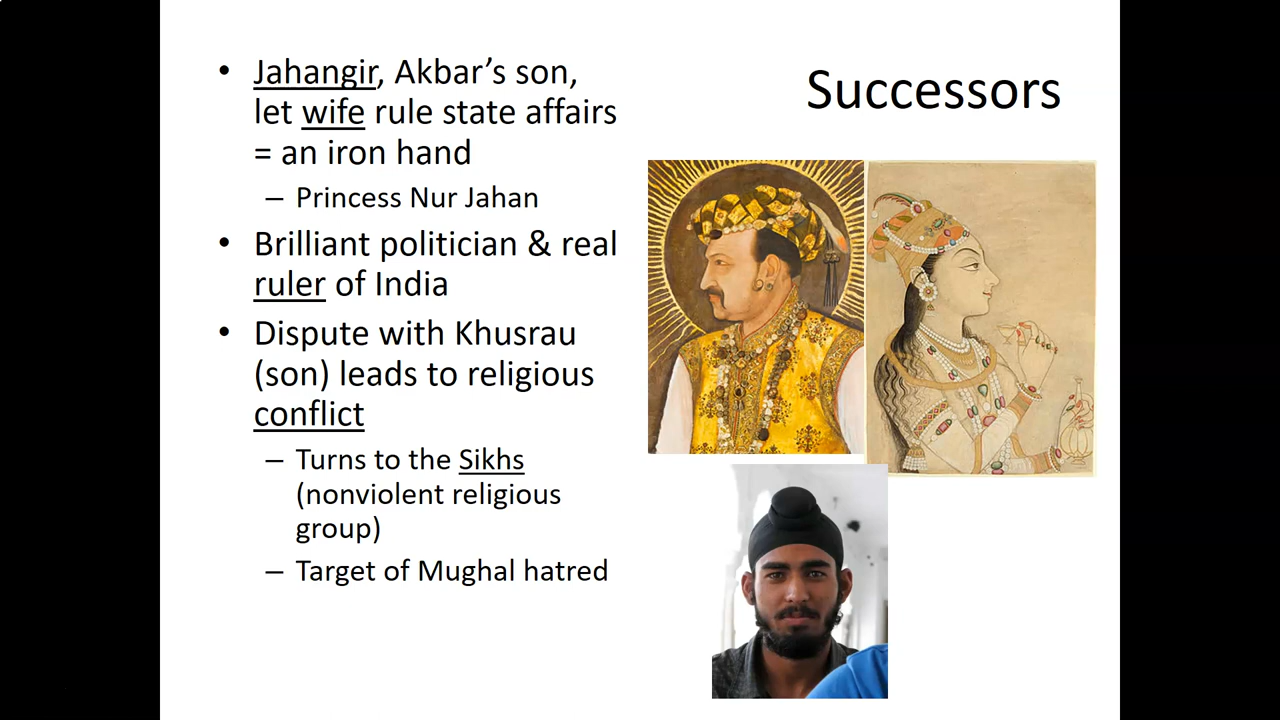 Successors
• Jahangir, Akbar’s son,
let wife rule state affairs
= an iron hand
– Princess Nur Jahan
• Brilliant politician & real
ruler of India
• Dispute with Khusrau
(son) leads to religious
conflict
– Turns to the Sikhs
(nonviolent religious
group)
– Target of Mughal hatred